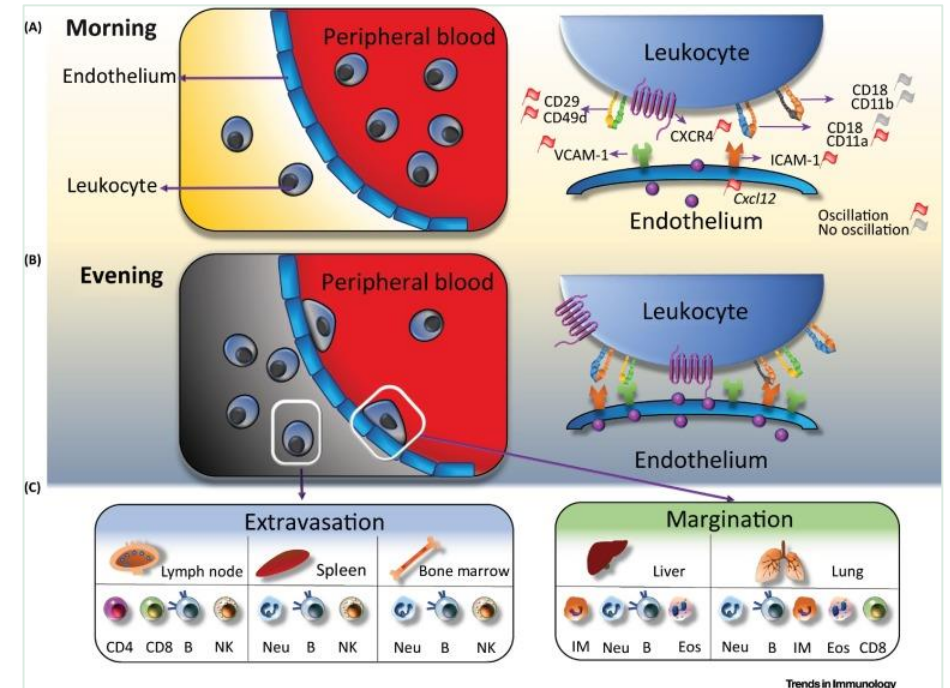 (A)
Morning
Peripheral blood
Endothelium
Leukocyte
Leukocyte
CD29
CD49d
CXCR4
CD18
CD11b
CD18
CD11a
VCAM-1
ICAM-1
Cxcl12
Endothelium
Oscillation
No oscillation
(B)
Evening
Peripheral blood
Leukocyte
Endothelium
(C)
Extravasation
Lymph node
Spleen
Bone marrow
CD4 CD8 B NK
Neu B NK
Neu B NK
Margination
Liver
Lung
IM Neu B Eos
Neu B IM Eos CD8
Trends in Immunology